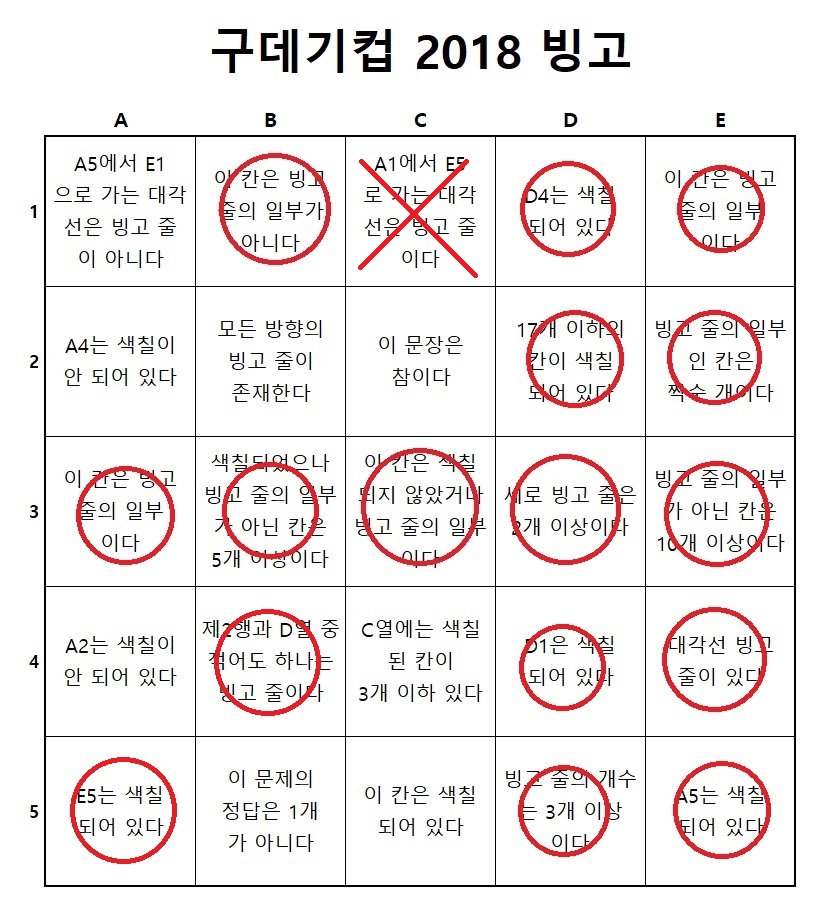 구데기컵 2018 빙고
A B C D E
1
A5에서 E1
으로 가는 대각
선은 빙고 줄
이 아니다
이 칸은 빙고
줄의 일부가
아니다
A1에서 E5
로 가는 대각
선은 빙고 줄
이다
D4는 색칠
되어 있다
이 칸은 빙고
줄의 일부
이다
2
A4는 색칠이
안 되어 있다
모든 방향의
빙고 줄이
존재한다
이 문장은
참이다
17개 이하의
칸이 색칠
되어 있다
빙고 줄의 일부
인 칸은
짝수 개이다
3
이 칸은 빙고
줄의 일부
이다
색칠되었으나
빙고 줄의 일부
가 아닌 칸은
5개 이상이다
이 칸은 색칠
되지 않았거나
빙고 줄의 일부
이다
세로 빙고 줄은
2개 이상이다
빙고 줄의 일부
가 아닌 칸은
10개 이상이다
4
A2는 색칠이
안 되어 있다
제2행과 D열 중
적어도 하나는
빙고 줄이다
C열에는 색칠
된 칸이
3개 이하 있다
D1은 색칠
되어 있다
대각선 빙고
줄이 있다
5
E5는 색칠
되어 있다
이 문제의
정답은 1개
가 아니다
이 칸은 색칠
되어 있다
빙고 줄의 개수
는 3개 이상
이다
A5는 색칠
되어 있다